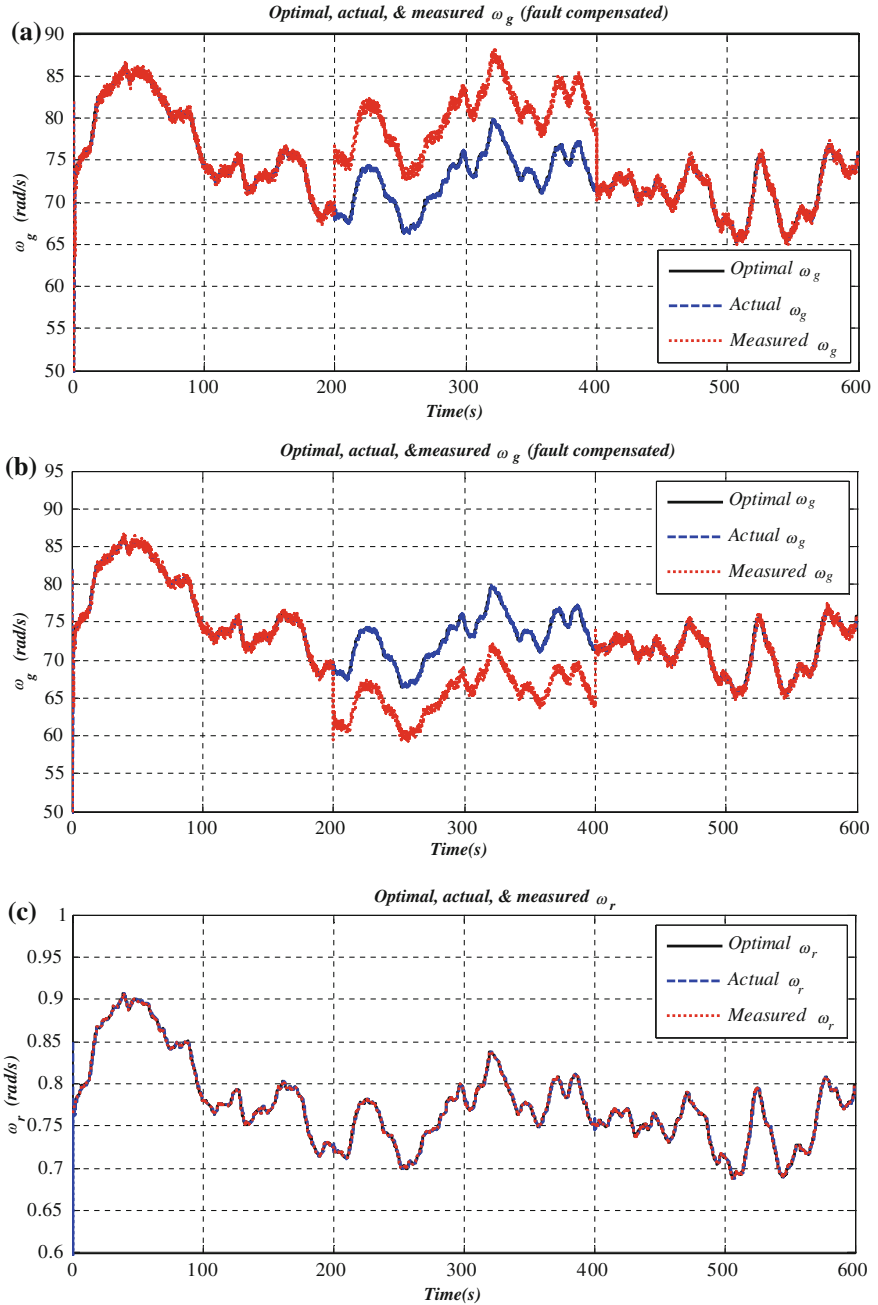 (a)
Optimal, actual, & measured ω g (fault compensated)
90
85
80
75
70
65
60
55
50
ω g (rad/s)
Optimal ω g
Actual ω g
Measured ω g
0 100 200 300 400 500 600
Time(s)
(b)
Optimal, actual, &measured ω g (fault compensated)
95
90
85
80
75
70
65
60
55
50
ω g (rad/s)
Optimal ω g
Actual ω g
Measured ω g
0 100 200 300 400 500 600
Time(s)
(c)
Optimal, actual, & measured ω r
1
0.95
0.9
0.85
0.8
0.75
0.7
0.65
0.6
ω r (rad/s)
Optimal ω r
Actual ω r
Measured ω r
0 100 200 300 400 500 600
Time(s)